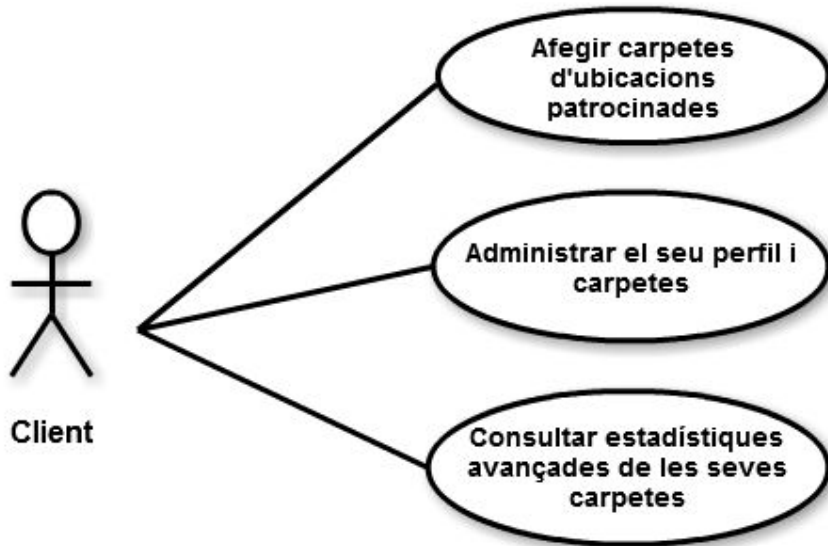 Afegir carpetes
d'ubicacions
patrocinades
Administrar el seu perfil i
carpetes
Client
Consultar estadístiques
avançades de les seves
carpetes